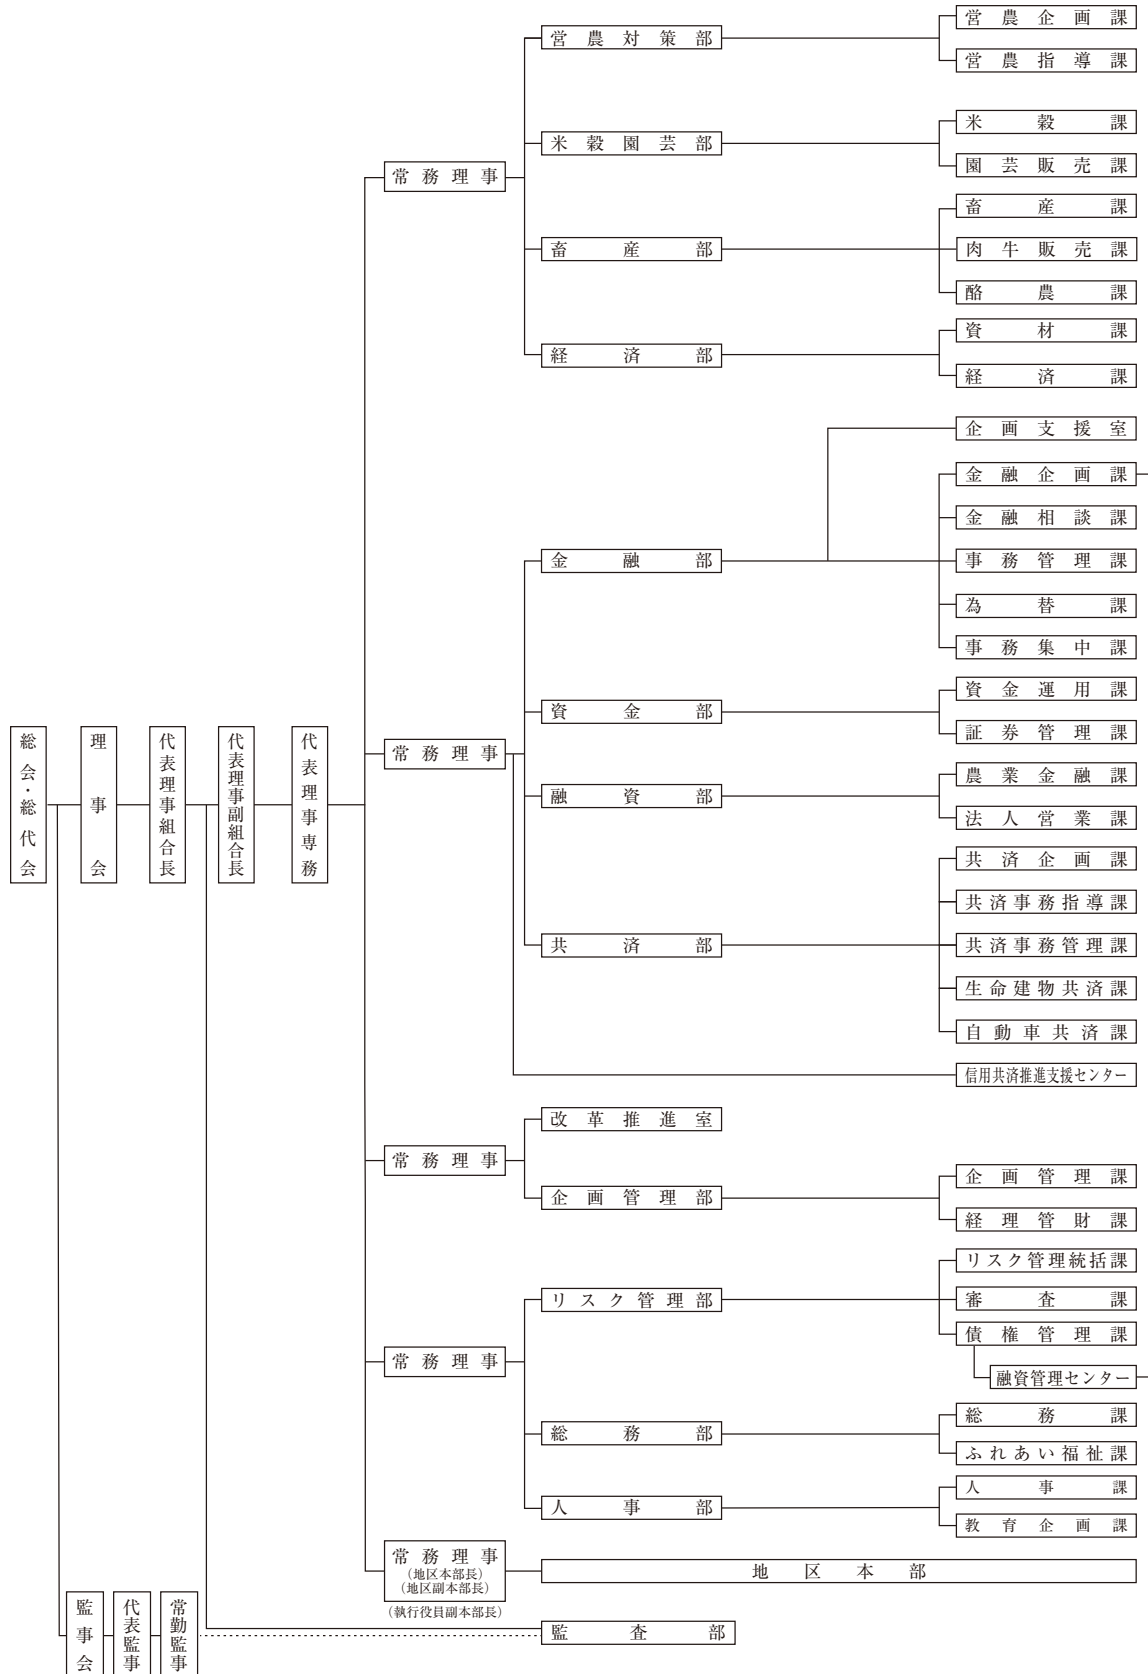 総会・総代会
理事会
代表理事組合長
代表理事副組合長
代表理事専務
常務理事
営農対策部
営農企画課
営農指導課
米穀園芸部
米穀課
園芸販売課
畜産部
畜産課
肉牛販売課
酪農課
経済部
資材課
経済課
常務理事
金融部
企画支援室
金融企画課
金融相談課
事務管理課
為替課
事務集中課
資金部
資金運用課
証券管理課
融資部
農業金融課
法人営業課
共済部
共済企画課
共済事務指導課
共済事務管理課
生命建物共済課
自動車共済課
信用共済推進支援センター
常務理事
改革推進室
企画管理部
企画管理課
経理管財課
常務理事
リスク管理部
リスク管理統括課
審査課
債権管理課
融資管理センター
総務部
総務課
ふれあい福祉課
人事部
人事課
教育企画課
常務理事
(地区本部長)
(地区副本部長)
(執行役員副本部長)
地区本部
監事会
代表監事
常勤監事
監査部